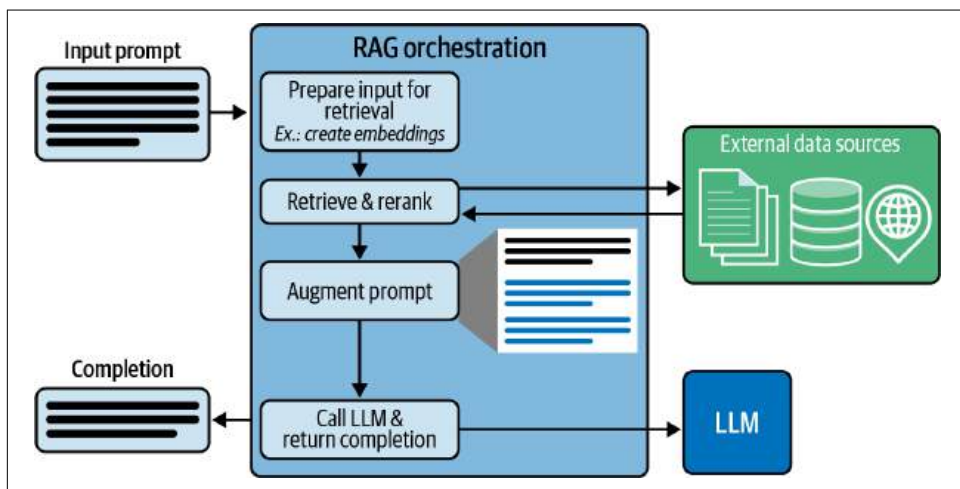 RAG orchestration
Input prompt
Prepare input for
retrieval
Ex.: create embeddings
External data sources
Retrieve & rerank
Augment prompt
Completion
Call LLM &
return completion
LLM